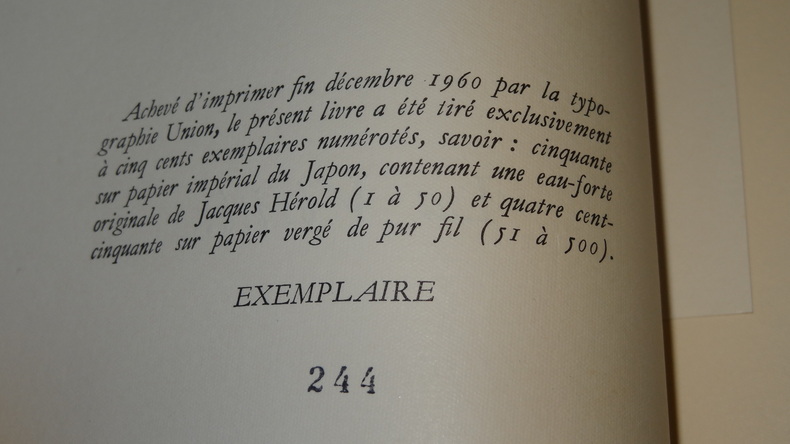 Achevé d'imprimer fin décembre 1960 par la typo-
graphie Union, le présent livre a été tiré exclusivement
à cinq cents exemplaires numérotés, savoir : cinquante
sur papier impérial du Japon, contenant une eau-forte
originale de Jacques Hérold (1 à 50) et quatre cent-
cinquante sur papier vergé de pur fil (51 à 500).
EXEMPLAIRE
244